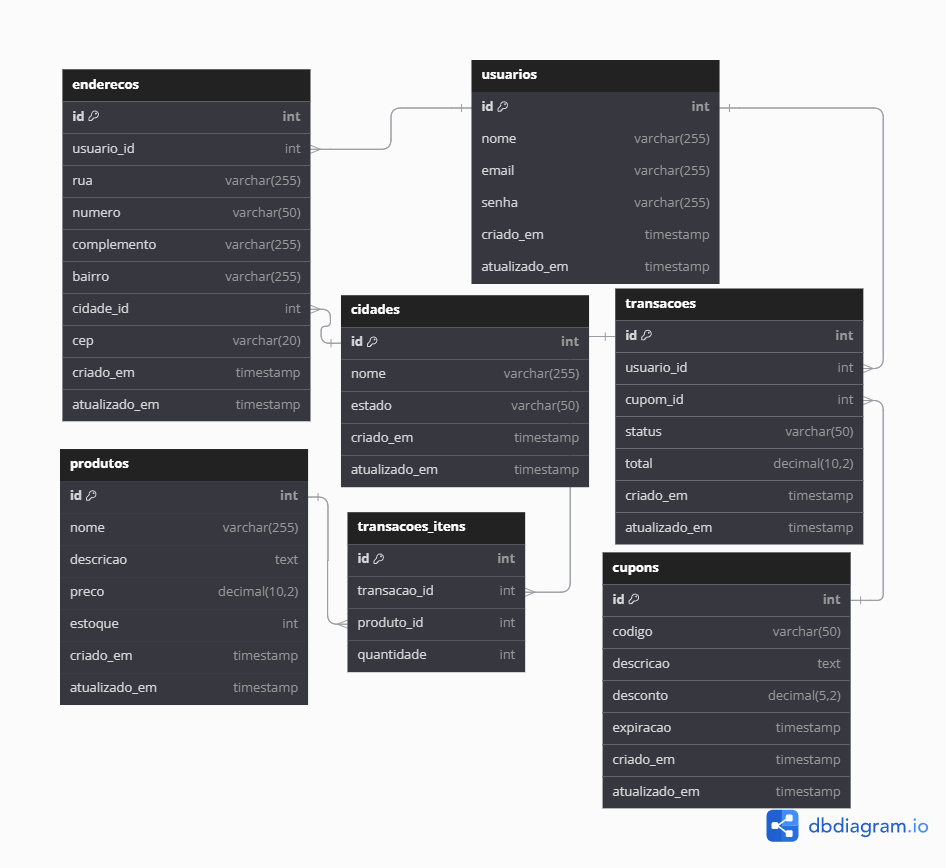 enderecos
id int
usuario_id int
rua varchar(255)
numero varchar(50)
complemento varchar(255)
bairro varchar(255)
cidade_id int
cep varchar(20)
criado_em timestamp
atualizado_em timestamp
usuarios
id int
nome varchar(255)
email varchar(255)
senha varchar(255)
criado_em timestamp
atualizado_em timestamp
cidades
id int
nome varchar(255)
estado varchar(50)
criado_em timestamp
atualizado_em timestamp
transacoes
id int
usuario_id int
cupom_id int
status varchar(50)
total decimal(10,2)
criado_em timestamp
atualizado_em timestamp
produtos
id int
nome varchar(255)
descricao text
preco decimal(10,2)
estoque int
criado_em timestamp
atualizado_em timestamp
transacoes_itens
id int
transacao_id int
produto_id int
quantidade int
cupons
id int
codigo varchar(50)
descricao text
desconto decimal(5,2)
expiracao timestamp
criado_em timestamp
atualizado_em timestamp
dbdiagram.io